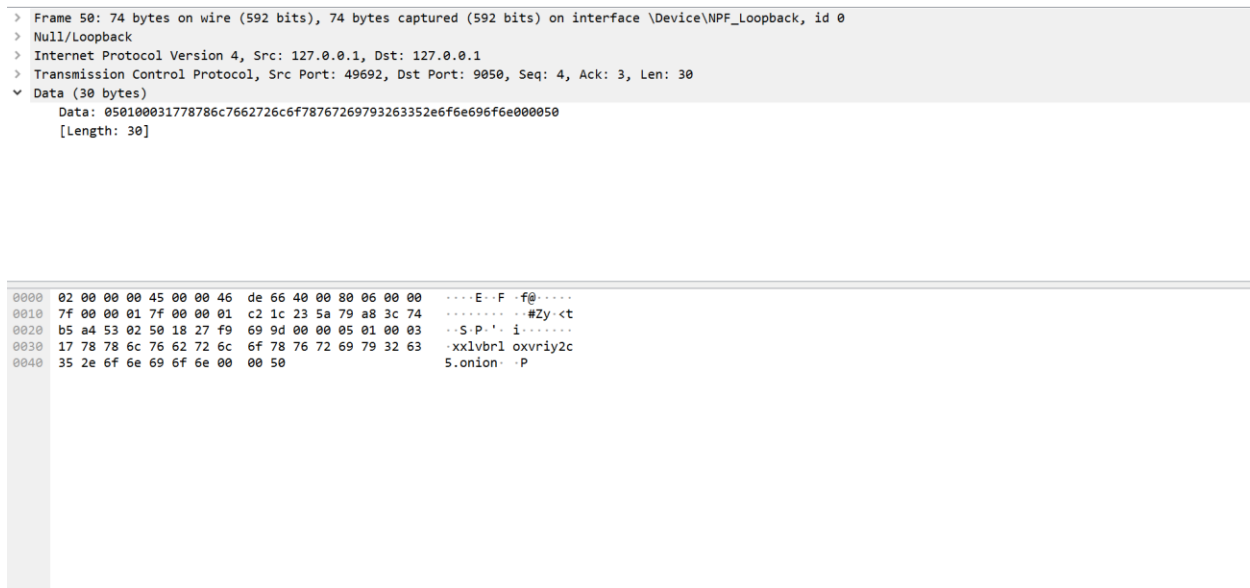 > Frame 50: 74 bytes on wire (592 bits), 74 bytes captured (592 bits) on interface \Device\NPF_Loopback, id 0
> Null/Loopback
> Internet Protocol Version 4, Src: 127.0.0.1, Dst: 127.0.0.1
> Transmission Control Protocol, Src Port: 49692, Dst Port: 9050, Seq: 4, Ack: 3, Len: 30
Data (30 bytes)
Data: 050100031778786c7662726c6f78767269793263352e6f6e696f6e000050
[Length: 30]
0000 02 00 00 00 45 00 00 46 de 66 40 00 80 06 00 00 ····E··F ·f@·····
0010 7f 00 00 01 7f 00 00 01 c2 1c 23 5a 79 a8 3c 74 ········ ··#Zy·<t
0020 b5 a4 53 02 50 18 27 f9 69 9d 00 00 05 01 00 03 ··S·P·'· i·······
0030 17 78 78 6c 76 62 72 6c 6f 78 76 72 69 79 32 63 ·xxlvbrl oxvriy2c
0040 35 2e 6f 6e 69 6f 6e 00 00 50 5.onion· ·P